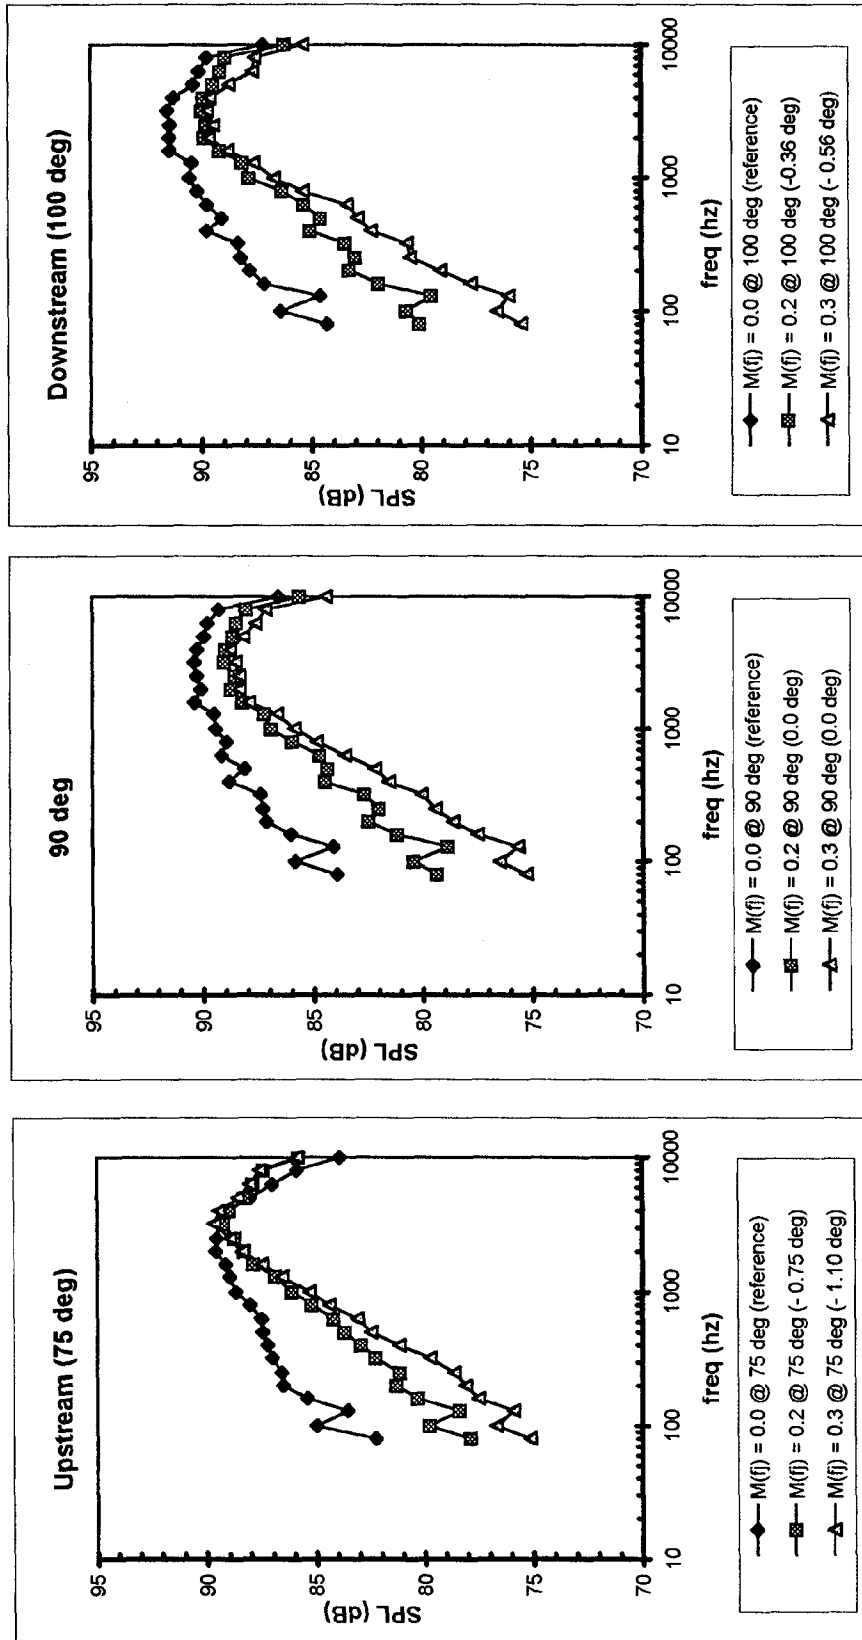 Upstream (75 deg)
95
90
85
80
75
70
SPL (dB)
10
100
1000
10000
freq (hz)
M(fj) = 0.0 @ 75 deg (reference)
M(fj) = 0.2 @ 75 deg (- 0.75 deg)
M(fj) = 0.3 @ 75 deg (- 1.10 deg)
90 deg
95
90
85
80
75
70
SPL (dB)
10
100
1000
10000
freq (hz)
M(fj) = 0.0 @ 90 deg (reference)
M(fj) = 0.2 @ 90 deg (0.0 deg)
M(fj) = 0.3 @ 90 deg (0.0 deg)
Downstream (100 deg)
95
90
85
80
75
70
SPL (dB)
10
100
1000
10000
freq (hz)
M(fj) = 0.0 @ 100 deg (reference)
M(fj) = 0.2 @ 100 deg (-0.36 deg)
M(fj) = 0.3 @ 100 deg (- 0.56 deg)